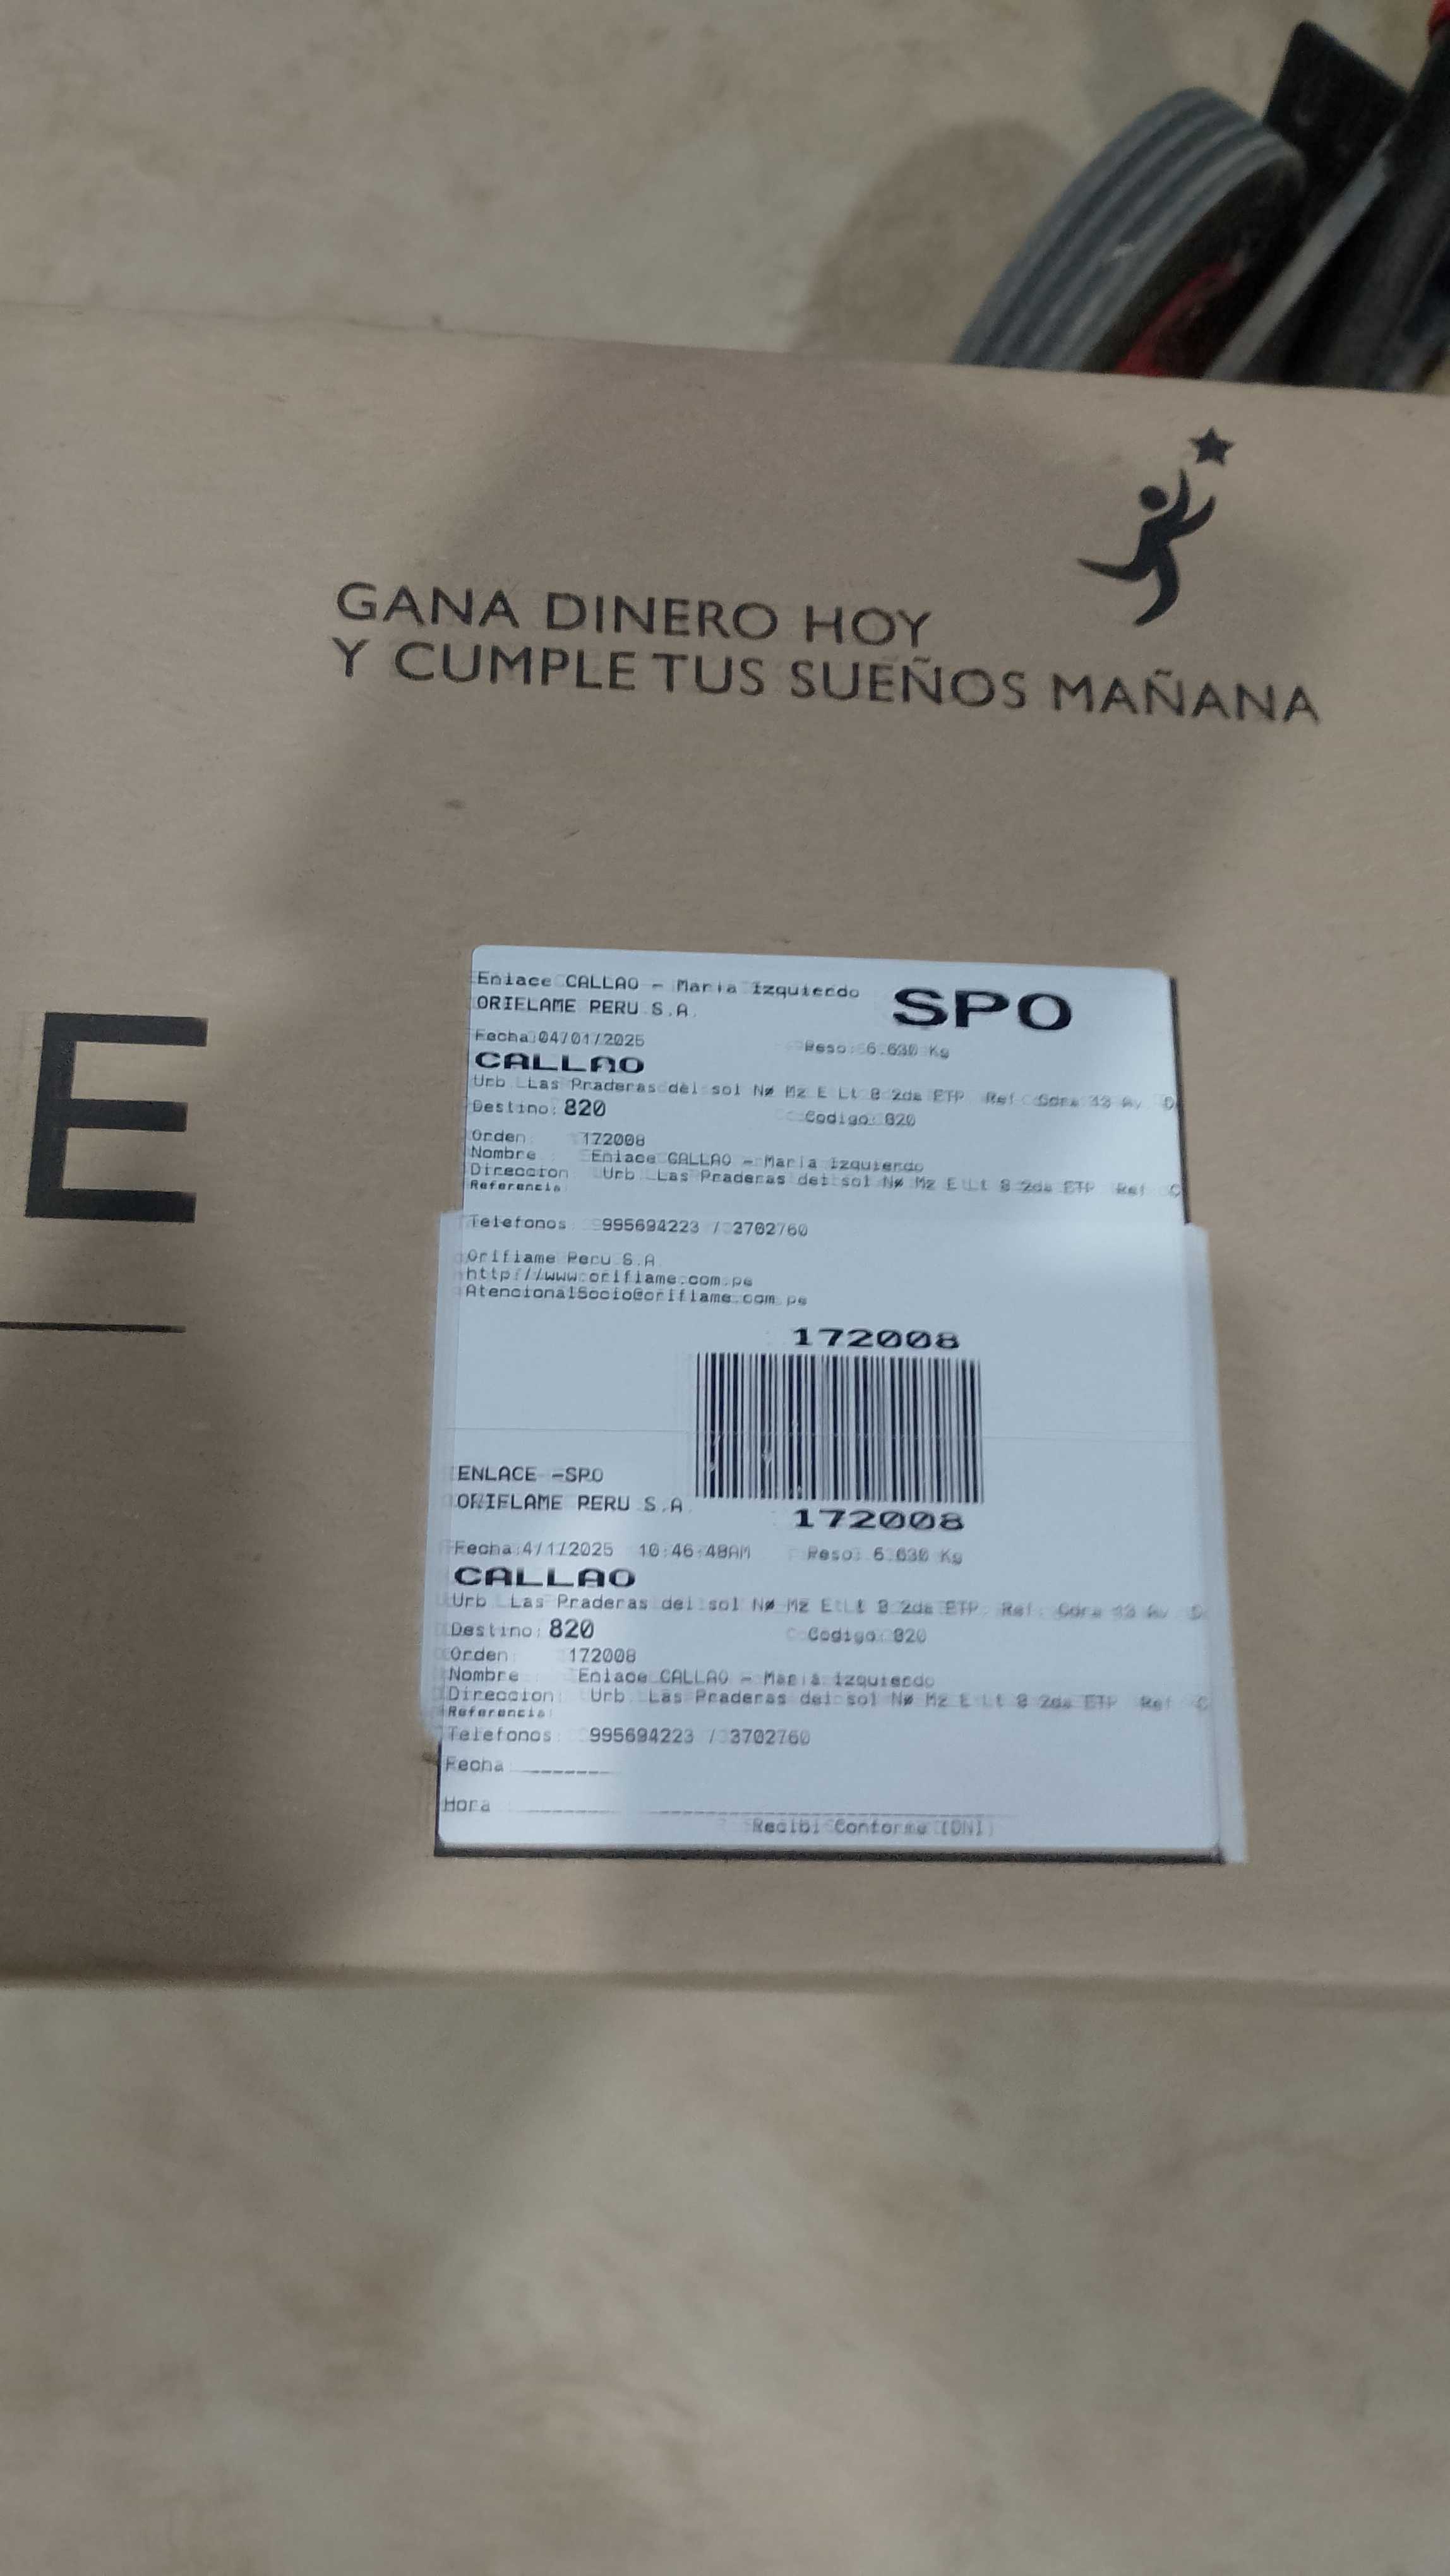 GANA DINERO HOY
Y CUMPLE TUS SUEÑOS MAÑANA
E
Enlace CALLAO - Maria Izquierdo
SPO
ORIFLAME PERU S.A.
Fecha:04/01/2025
Peso: 6.630 Kg
CALLAO
Urb. Las Praderas del sol Nø Mz E Lt 8 2da ETP. Ref. Cdra 13 Av. D
Destino: 820
Codigo: 820
Orden: 172008
Nombre : Enlace CALLAO - Maria Izquierdo
Direccion : Urb. Las Praderas del sol Nø Mz E Lt 8 2da ETP. Ref. C
Referencia:
Telefonos: 995694223 / 3702760
Oriflame Peru S.A.
http://www.oriflame.com.pe
AtencionalSocio@oriflame.com.pe
172008
172008
ENLACE -SPO
ORIFLAME PERU S.A.
Fecha:4/1/2025 10:46:48AM
Peso: 6.630 Kg
CALLAO
Urb. Las Praderas del sol Nø Mz E Lt 8 2da ETP. Ref. Cdra 13 Av. D
Destino: 820
Codigo: 820
Orden: 172008
Nombre : Enlace CALLAO - Maria Izquierdo
Direccion: Urb. Las Praderas del sol Nø Mz E Lt 8 2da ETP. Ref. C
Referencia:
Telefonos: 995694223 / 3702760
Fecha
Hora
Recibi Conforme (DNI)